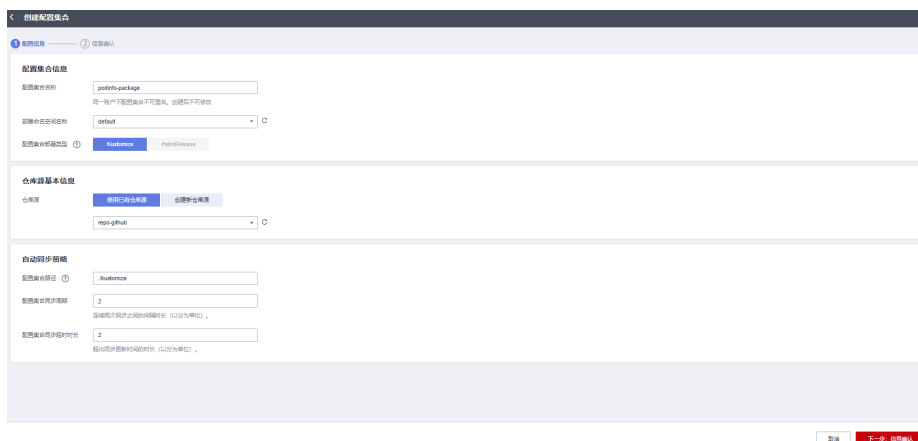 创建配置集合
1 配置信息 2 信息确认
配置集合信息
配置集合名称 podinfo-package
同一账户下配置集合不可重名，创建后不可修改
部署命名空间名称 default
配置集合部署类型 Kustomize HelmRelease
仓库源基本信息
仓库源 使用已有仓库源 创建新仓库源
repo-github
自动同步策略
配置集合路径 ./kustomize
配置集合同步周期 2
连续两次同步之间的间隔时长（以分为单位）。
配置集合同步超时时长 2
超出同步更新时间的时长（以分为单位）。
取消 下一步：信息确认